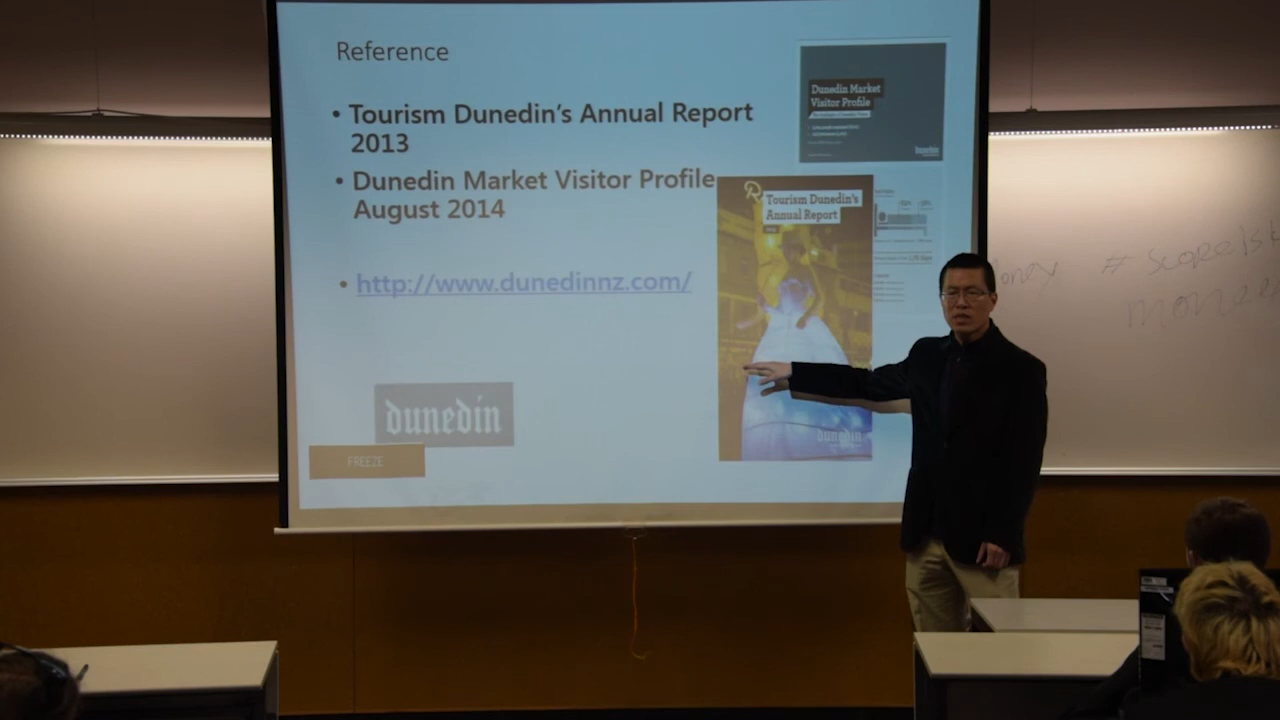 Reference
• Tourism Dunedin's Annual Report
2013
• Dunedin Market Visitor Profile
August 2014
• http://www.dunedinnz.com/
Dunedin Market
Visitor Profile
Tourism Dunedin's
Annual Report
dunedin
dunedin
FREEZE
money
#